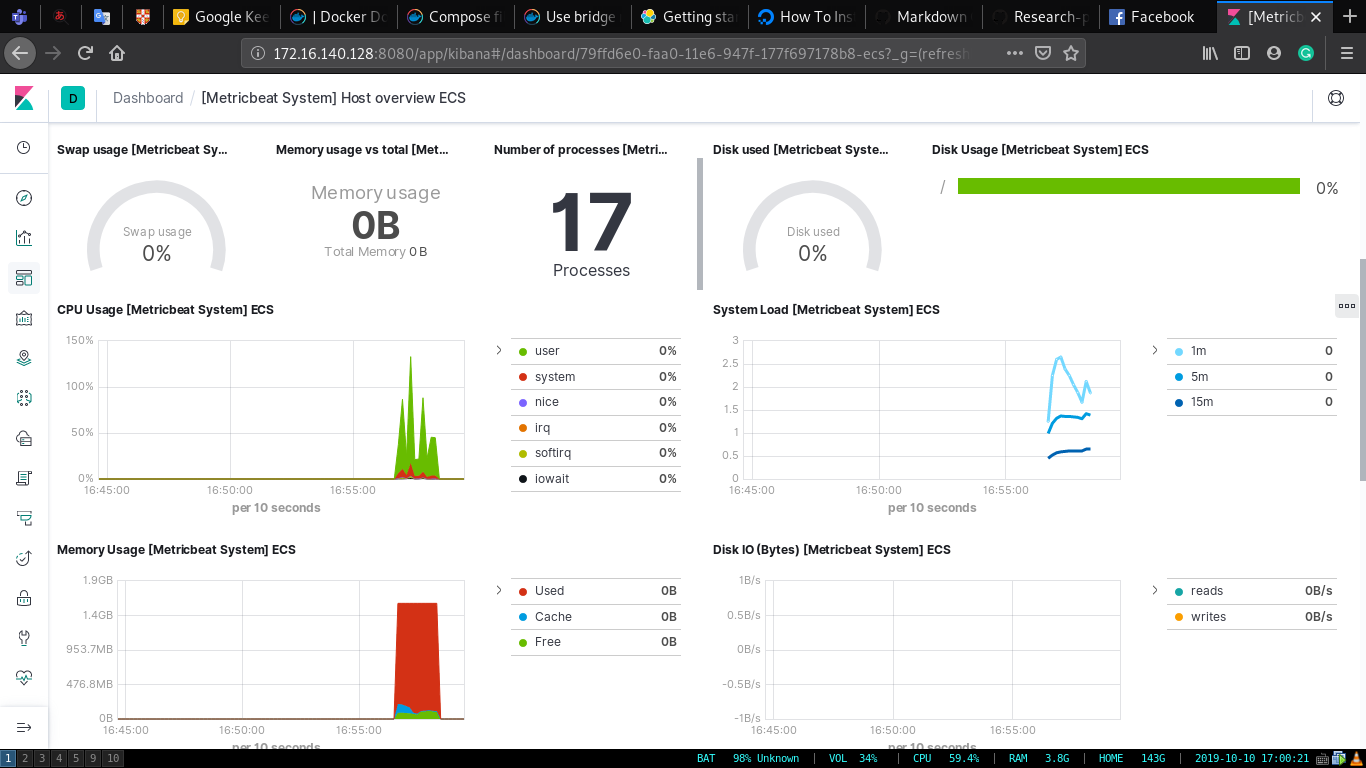 Google Kee
| Docker Do
Compose fi
Use bridge
Getting sta
How To Ins
Markdown
Research-p
Facebook
[Metricb
172.16.140.128:8080/app/kibana#/dashboard/79ffd6e0-faa0-11e6-947f-177f697178b8-ecs?_g=(refresh
D
Dashboard / [Metricbeat System] Host overview ECS
Swap usage [Metricbeat Sy...
Swap usage
0%
Memory usage vs total [Met...
Memory usage
0B
Total Memory 0 B
Number of processes [Metri...
17
Processes
Disk used [Metricbeat Syste...
Disk used
0%
Disk Usage [Metricbeat System] ECS
/ 0%
CPU Usage [Metricbeat System] ECS
150%
100%
50%
0%
16:45:00 16:50:00 16:55:00
per 10 seconds
user 0%
system 0%
nice 0%
irq 0%
softirq 0%
iowait 0%
System Load [Metricbeat System] ECS
3
2.5
2
1.5
1
0.5
0
16:45:00 16:50:00 16:55:00
per 10 seconds
1m 0
5m 0
15m 0
Memory Usage [Metricbeat System] ECS
1.9GB
1.4GB
953.7MB
476.8MB
0B
16:45:00 16:50:00 16:55:00
per 10 seconds
Used 0B
Cache 0B
Free 0B
Disk IO (Bytes) [Metricbeat System] ECS
1B/s
0.5B/s
0B/s
-0.5B/s
-1B/s
16:45:00 16:50:00 16:55:00
per 10 seconds
reads 0B/s
writes 0B/s
1 2 3 4 5 9 10
BAT 98% Unknown | VOL 34% | CPU 59.4% | RAM 3.8G | HOME 143G | 2019-10-10 17:00:21